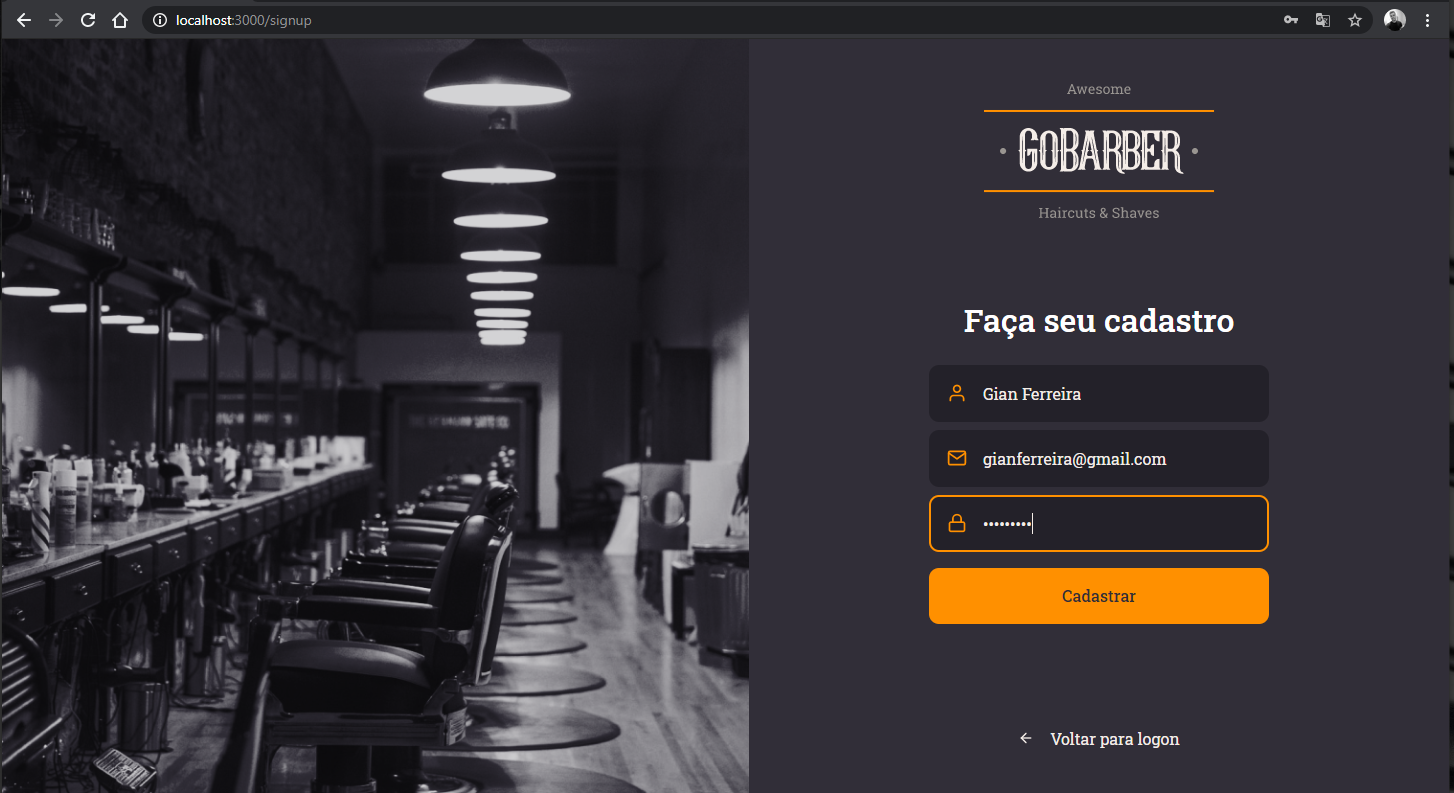 localhost:3000/signup
Awesome
GOBARBER
Haircuts & Shaves
Faça seu cadastro
Gian Ferreira
gianferreira@gmail.com
•••••••••
Cadastrar
Voltar para logon